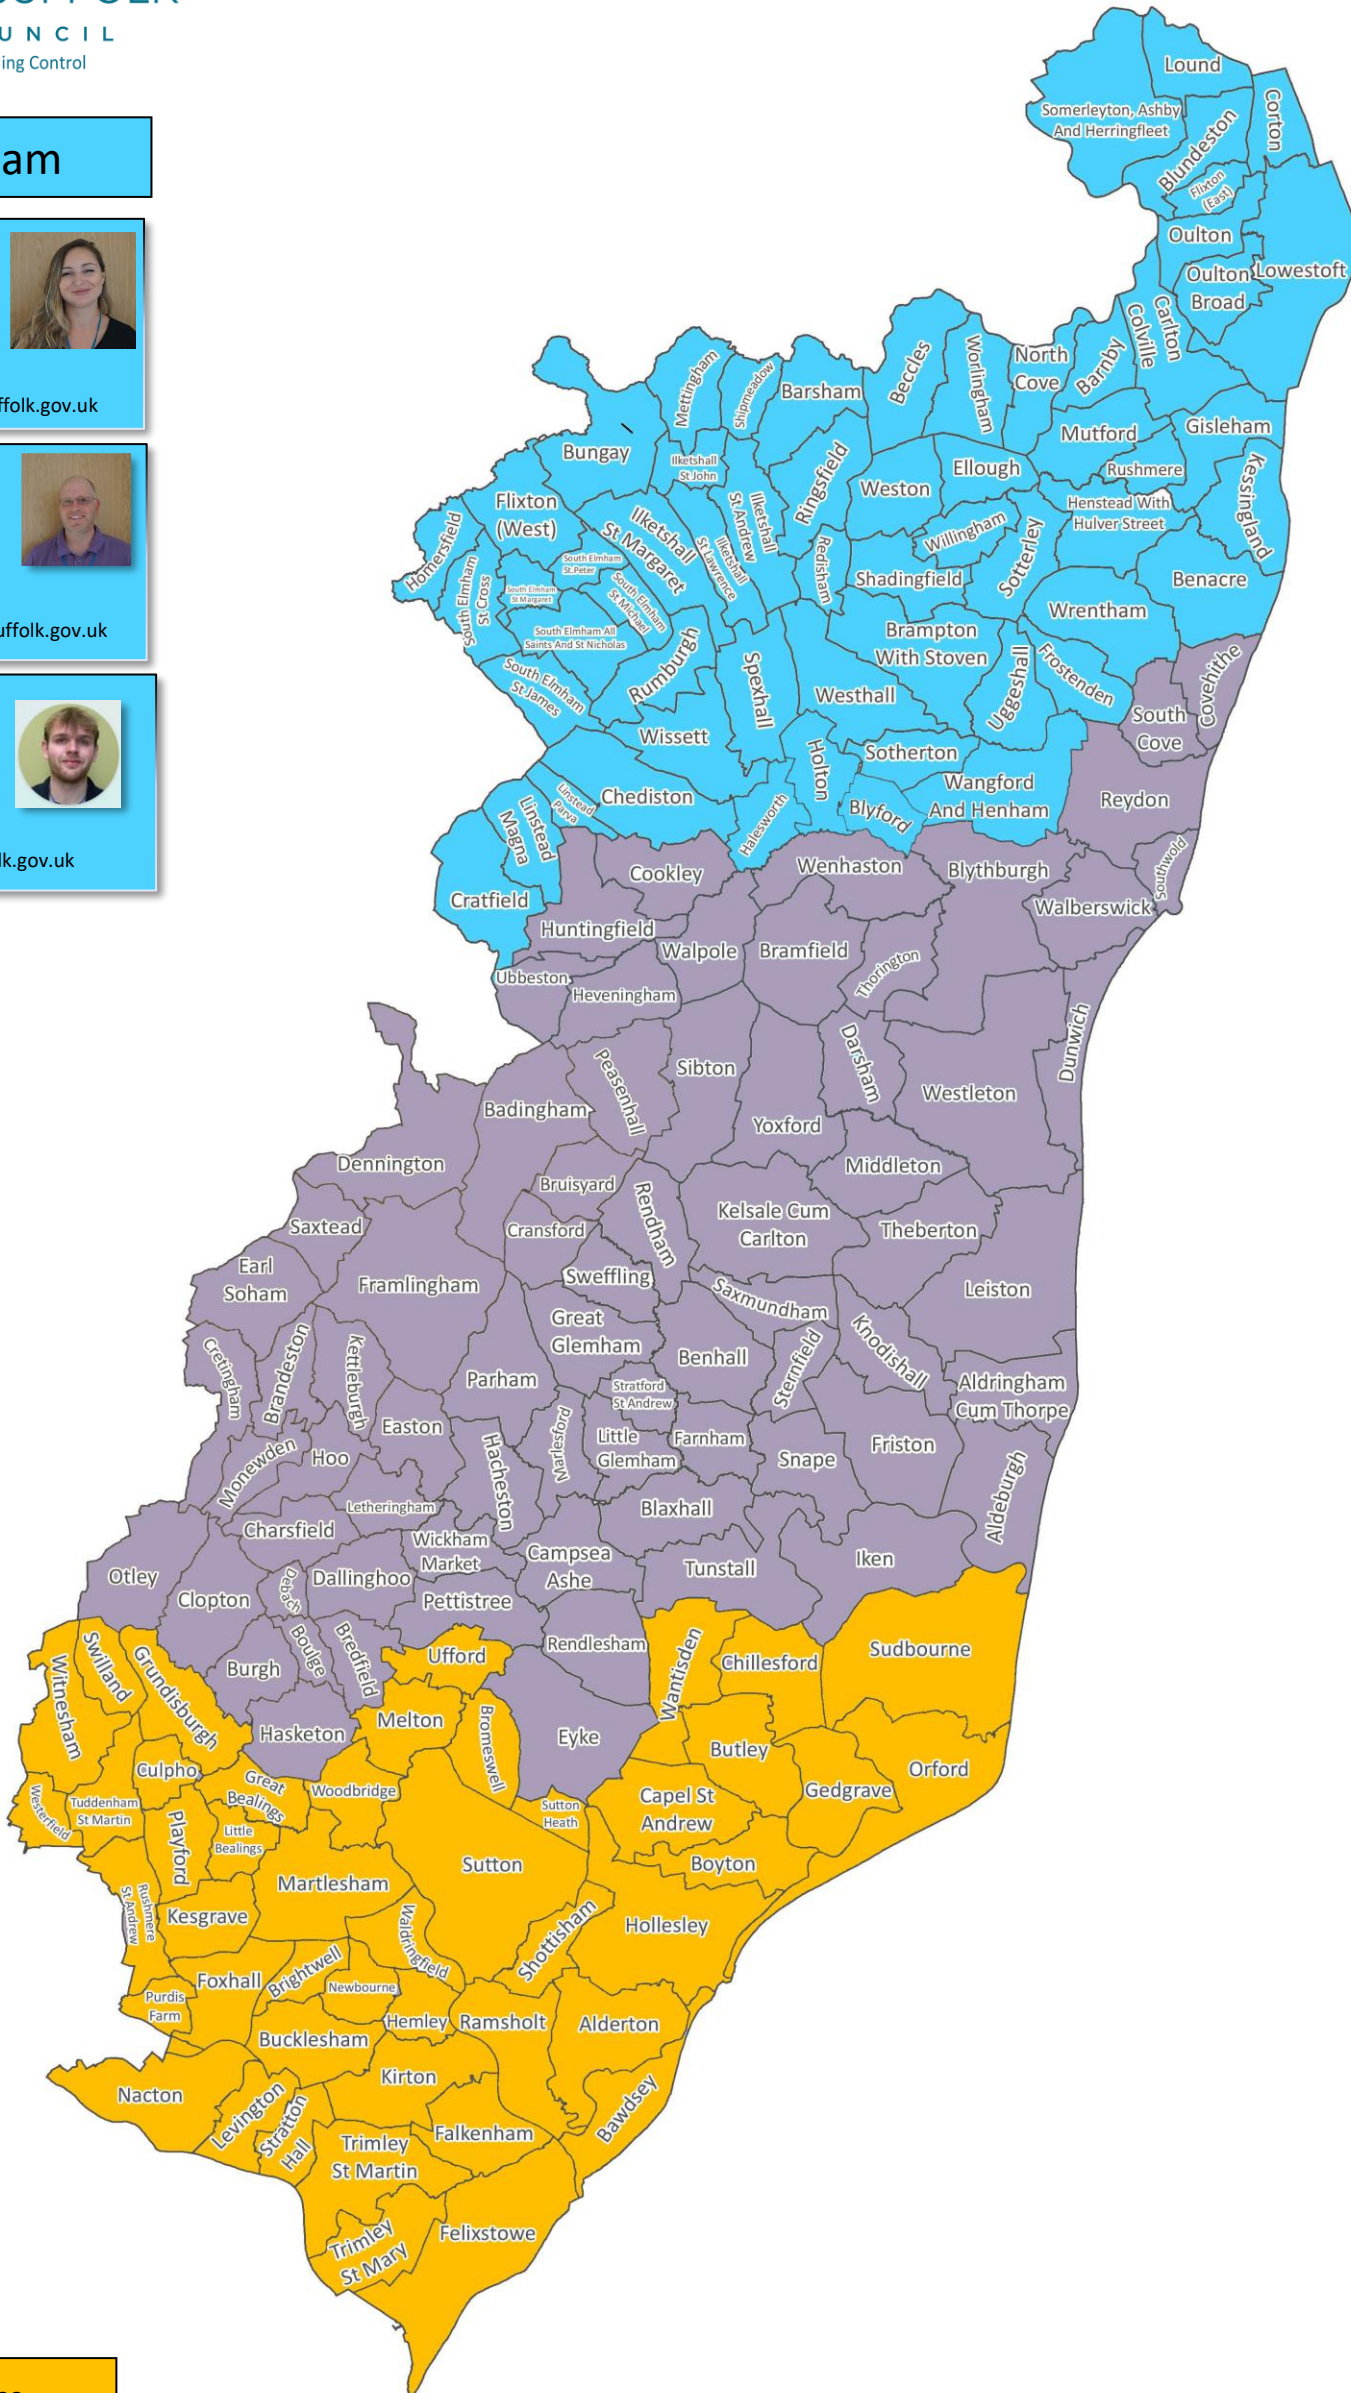 U N C I L
ing Control
am
ffolk.gov.uk
uffolk.gov.uk
lk.gov.uk
Lound
Somerleyton, Ashby
And Herringfleet
Corton
Blundeston
Flixton
(East)
Oulton
Oulton
Broad
Lowestoft
Carlton
Colville
Barnby
North
Cove
Worlingham
Beccles
Barsham
Shipmeadow
Mettingham
Bungay
Ilketshall
St John
Mutford
Gisleham
Rushmere
Kessingland
Ellough
Weston
Ringsfield
Henstead With
Hulver Street
Flixton
(West)
Homersfield
South Elmham
St Cross
Ilketshall
St Margaret
Ilketshall
St Andrew
Ilketshall
St Lawrence
South Elmham
St.Peter
South Elmham
St Margaret
South Elmham
St Michael
South Elmham All
Saints And St Nicholas
Redisham
Willingham
Shadingfield
Sotterley
Benacre
Wrentham
Brampton
With Stoven
Uggeshall
Frostenden
Covehithe
South
Cove
South Elmham
St James
Rumburgh
Spexhall
Westhall
Wissett
Holton
Sotherton
Wangford
And Henham
Reydon
Chediston
Linstead
Parva
Linstead
Magna
Halesworth
Blyford
Cratfield
Cookley
Wenhaston
Blythburgh
Southwold
Walberswick
Huntingfield
Walpole
Bramfield
Thorington
Ubbeston
Heveningham
Dunwich
Darsham
Sibton
Peasenhall
Westleton
Badingham
Yoxford
Dennington
Middleton
Bruisyard
Rendham
Kelsale Cum
Carlton
Theberton
Saxtead
Cransford
Earl
Soham
Framlingham
Sweffling
Leiston
Saxmundham
Great
Glemham
Benhall
Knodishall
Sternfield
Cretingham
Brandeston
Kettleburgh
Parham
Stratford
St Andrew
Aldringham
Cum Thorpe
Easton
Marlesford
Little
Glemham
Farnham
Snape
Friston
Monewden
Hoo
Hacheston
Aldeburgh
Letheringham
Blaxhall
Charsfield
Wickham
Market
Campsea
Ashe
Tunstall
Iken
Otley
Clopton
Debach
Dallinghoo
Pettistree
Burgh
Boulge
Bredfield
Ufford
Rendlesham
Wantisden
Chillesford
Sudbourne
Witnesham
Swilland
Grundisburgh
Hasketon
Melton
Bromeswell
Eyke
Butley
Orford
Culpho
Great
Bealings
Woodbridge
Sutton
Heath
Capel St
Andrew
Gedgrave
Westerfield
Tuddenham
St Martin
Playford
Little
Bealings
Sutton
Boyton
Martlesham
Rushmere
St Andrew
Kesgrave
Waldringfield
Shottisham
Hollesley
Foxhall
Brightwell
Newbourne
Purdis
Farm
Bucklesham
Hemley
Ramsholt
Alderton
Nacton
Levington
Stratton
Hall
Kirton
Bawdsey
Falkenham
Trimley
St Martin
Trimley
St Mary
Felixstowe